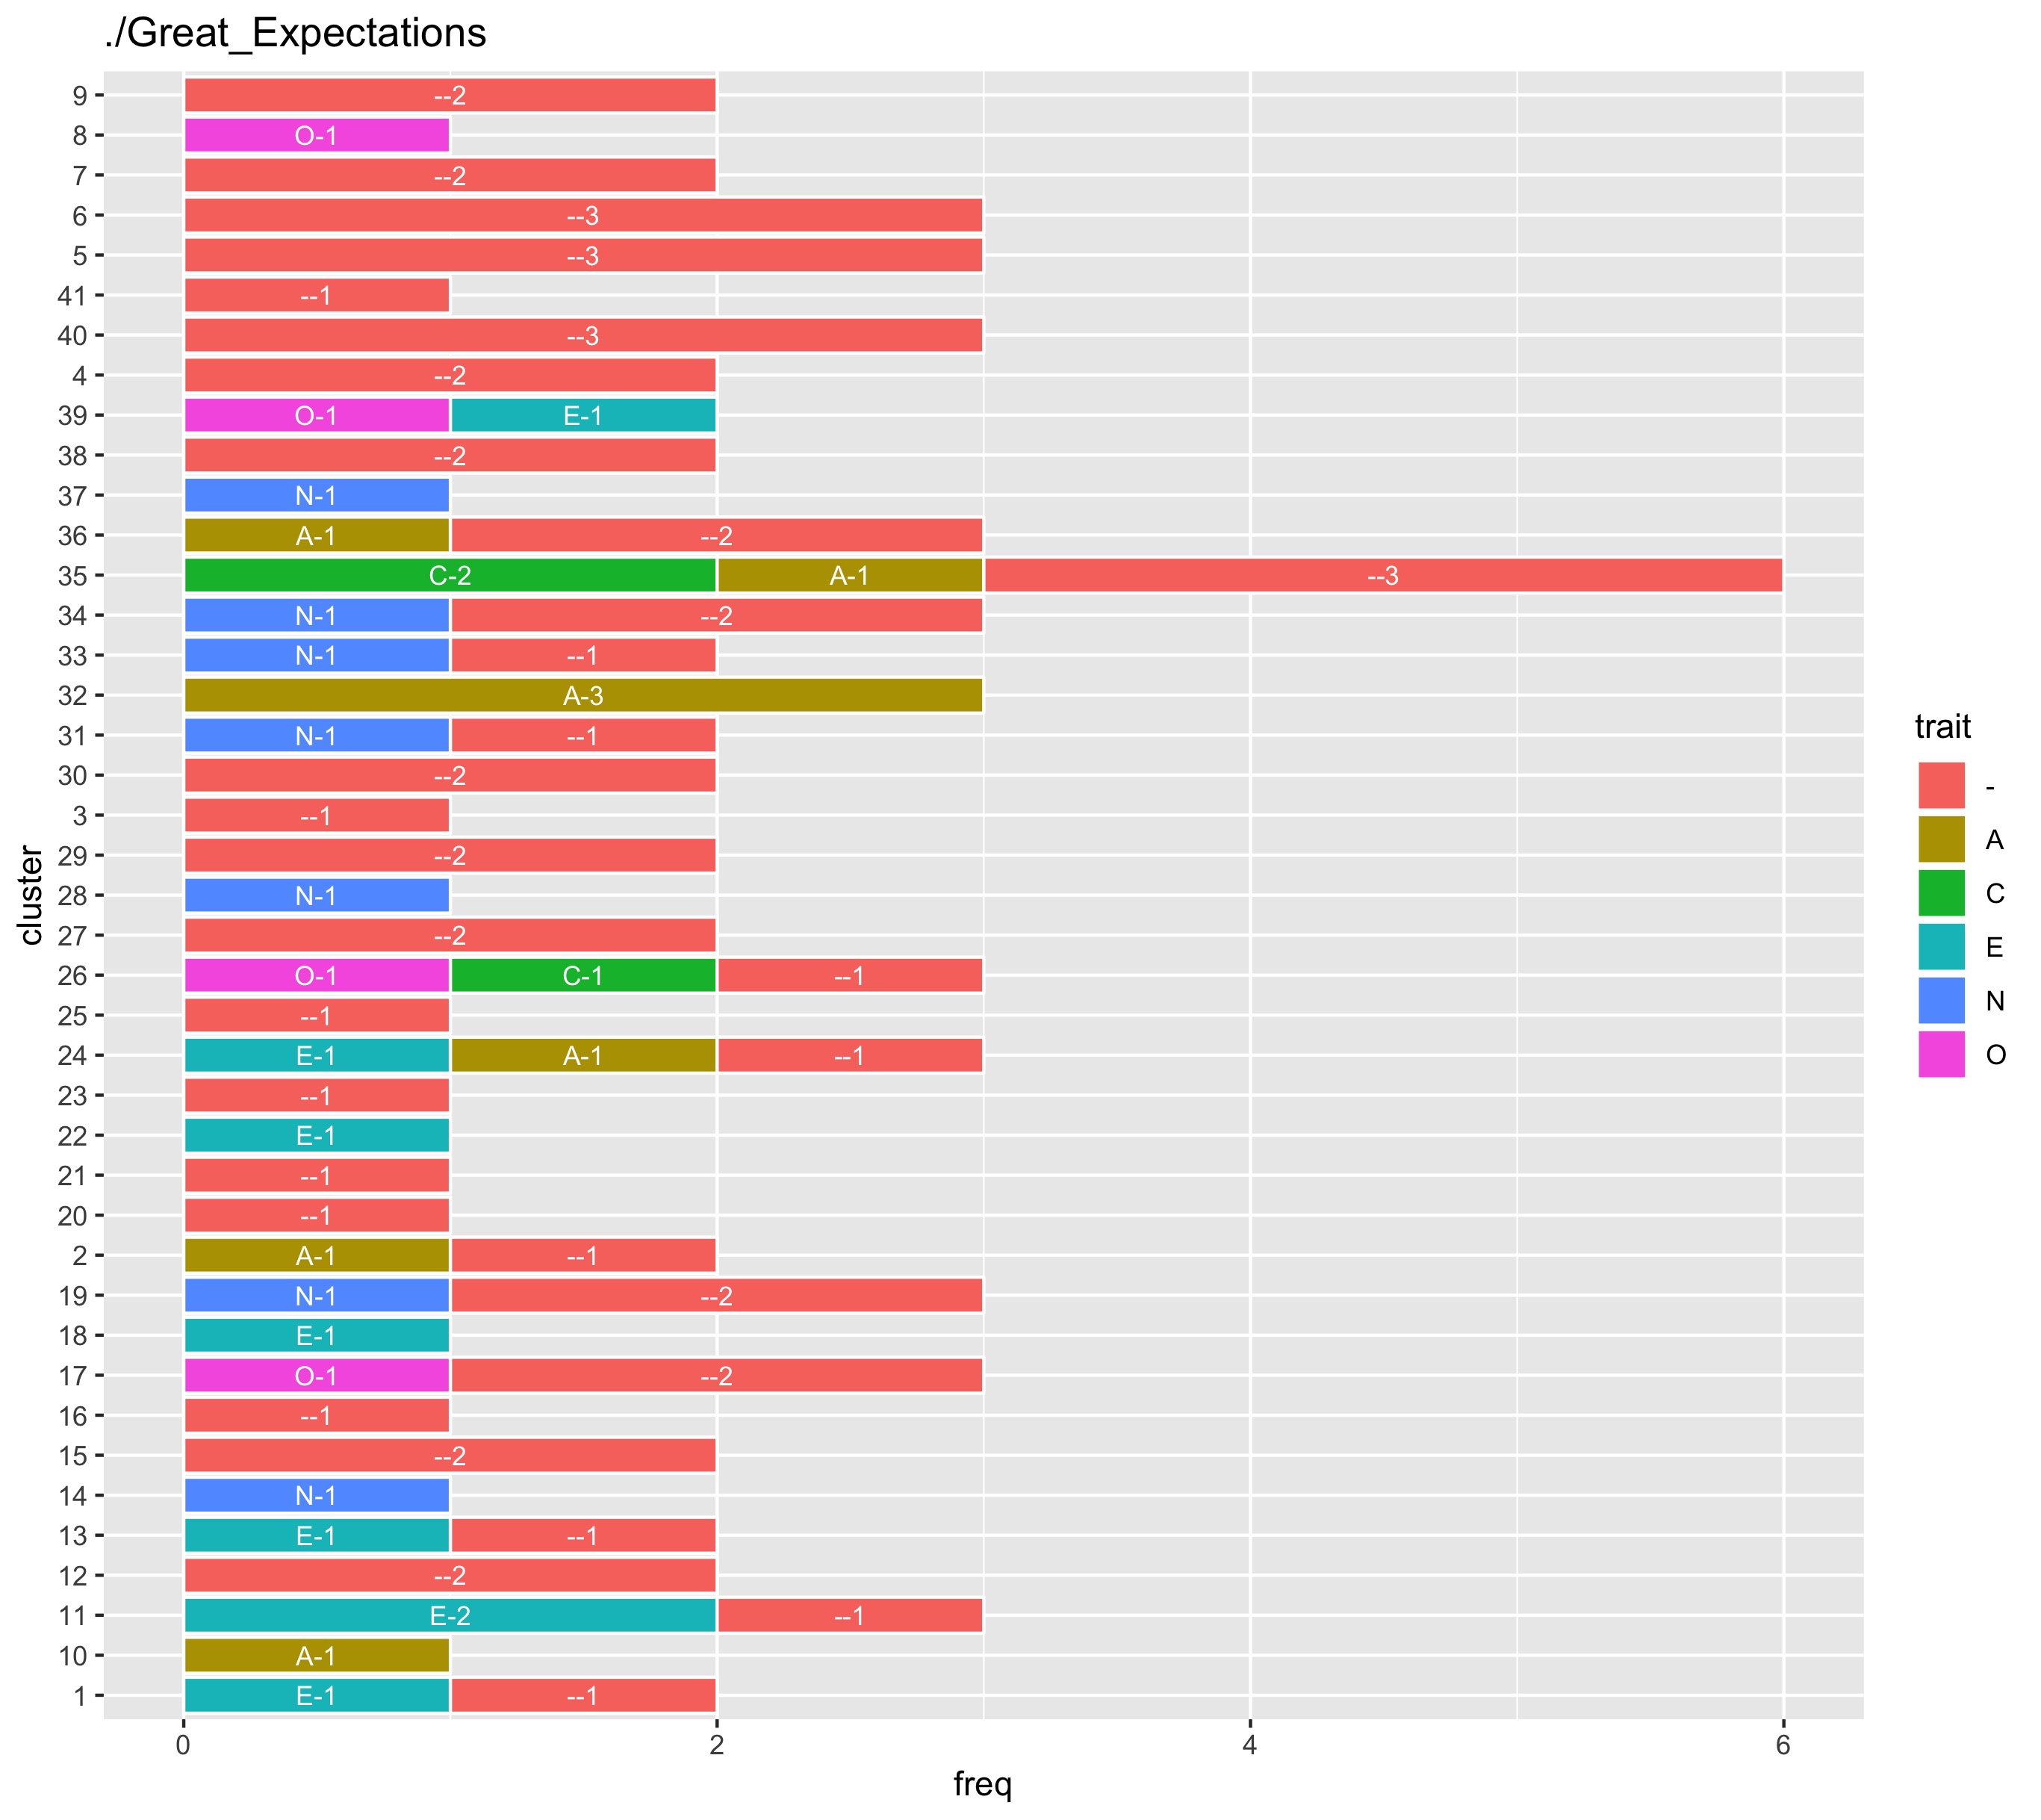 ./Great_Expectations
9 --2
8 O-1
7 --2
6 --3
5 --3
41 --1
40 --3
4 --2
39 O-1 E-1
38 --2
37 N-1
36 A-1 --2
35 C-2 A-1 --3
34 N-1 --2
33 N-1 --1
32 A-3
31 N-1 --1
30 --2
3 --1
29 --2
28 N-1
27 --2
26 O-1 C-1 --1
25 --1
24 E-1 A-1 --1
23 --1
22 E-1
21 --1
20 --1
2 A-1 --1
19 N-1 --2
18 E-1
17 O-1 --2
16 --1
15 --2
14 N-1
13 E-1 --1
12 --2
11 E-2 --1
10 A-1
1 E-1 --1
0 2 4 6
freq
cluster
trait
-
A
C
E
N
O